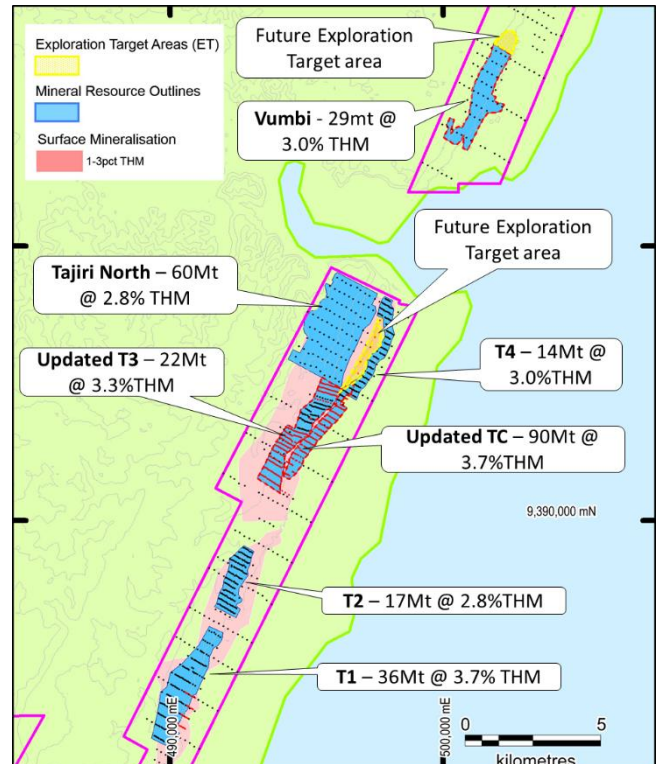 Exploration Target Areas (ET)
Mineral Resource Outlines
Surface Mineralisation
1-3pct THM
Future Exploration
Target area
Vumbi - 29mt @
3.0% THM
Future Exploration
Target area
Tajiri North – 60Mt
@ 2.8% THM
Updated T3 – 22Mt
@ 3.3%THM
T4 – 14Mt @
3.0%THM
Updated TC – 90Mt @
3.7%THM
9,390,000 mN
T2 – 17Mt @ 2.8%THM
T1 – 36Mt @ 3.7% THM
490,000 mE
500,000 mE
0 5
kilometres